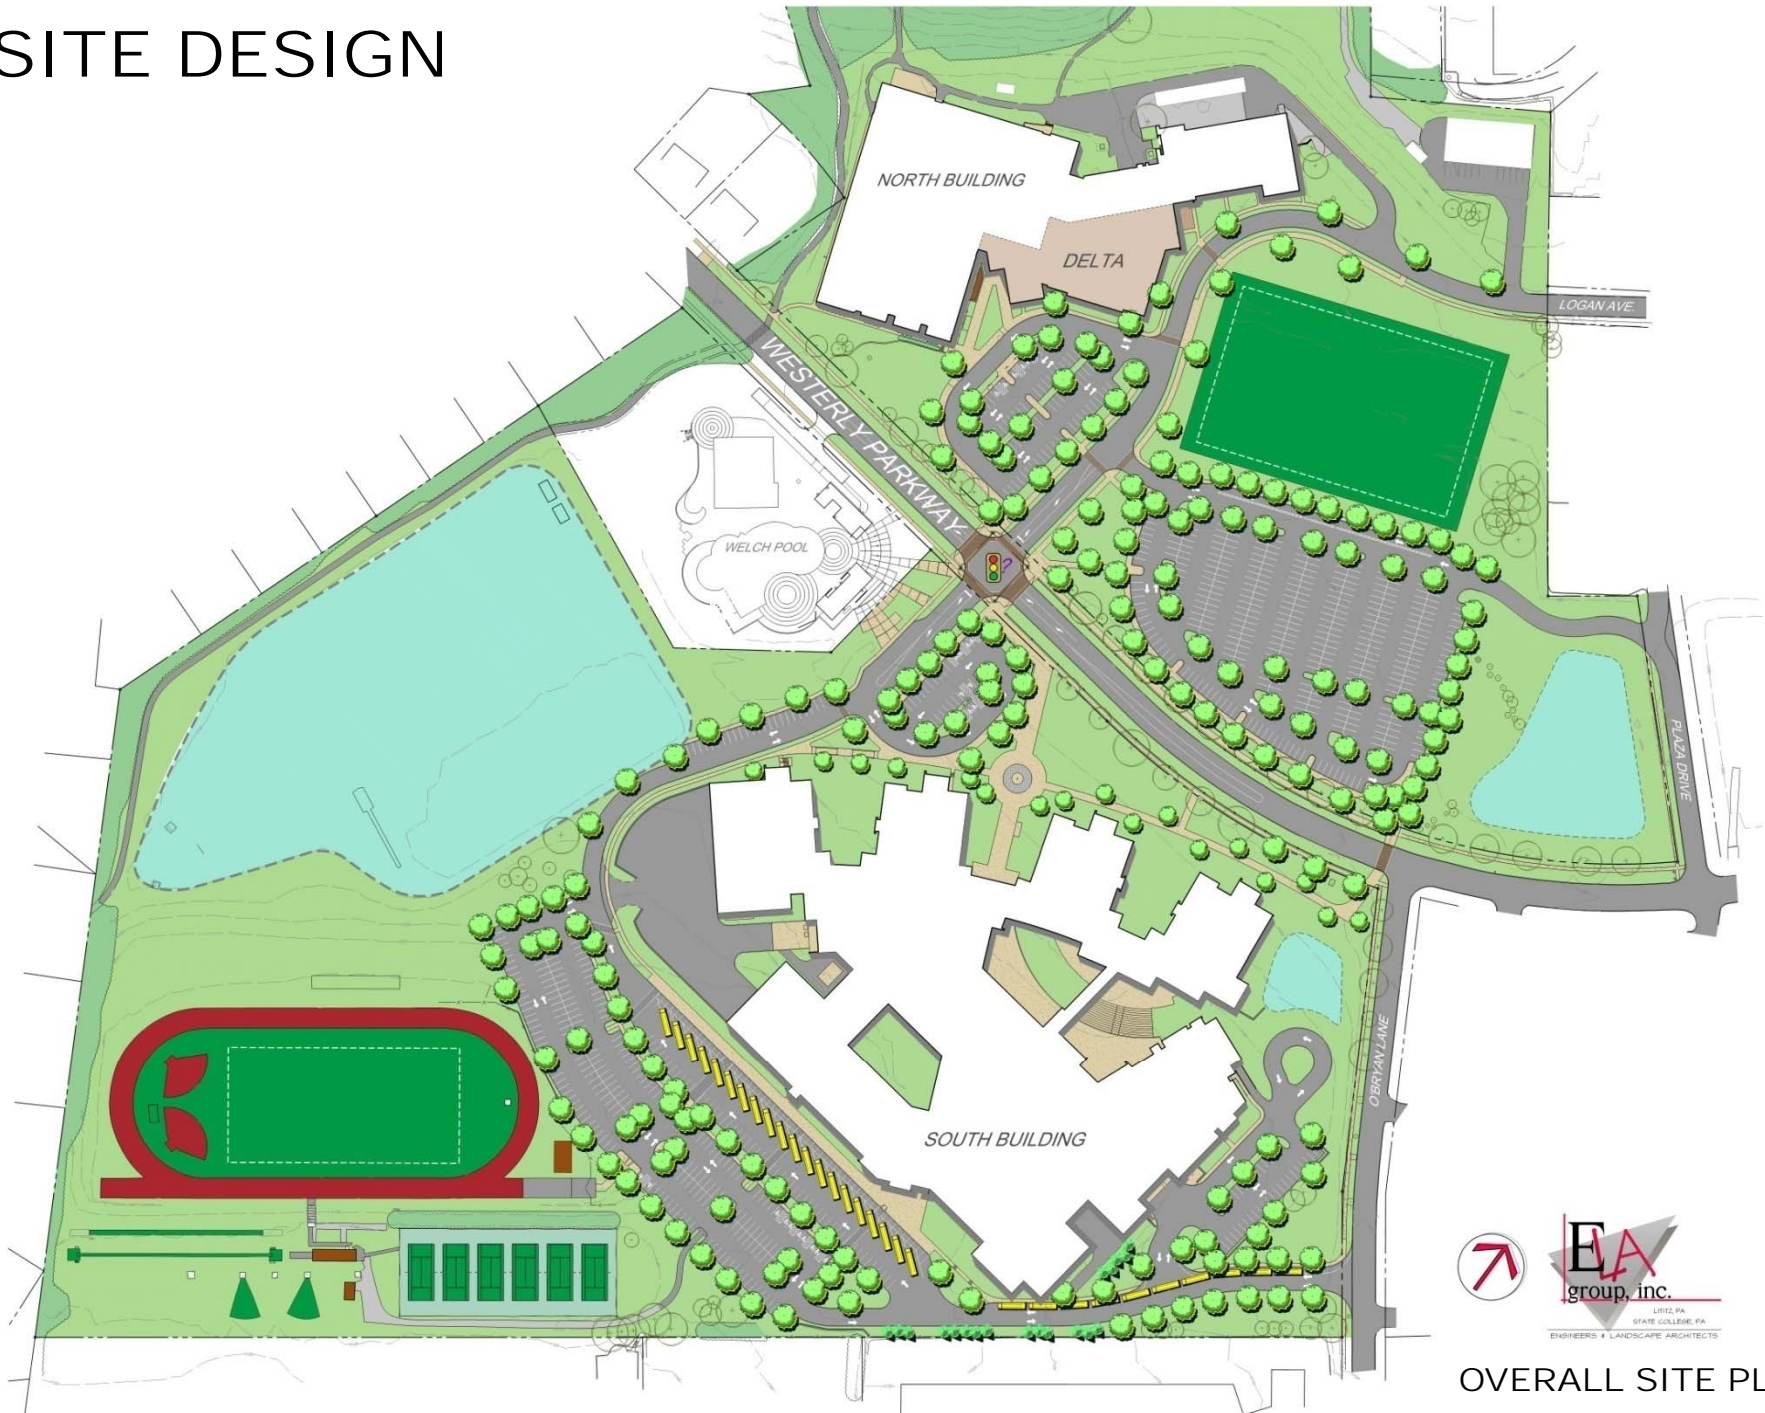 SITE DESIGN
NORTH BUILDING
DELTA
LOGAN AVE.
WESTERLY PARKWAY
WELCH POOL
?
PLAZA DRIVE
O'BRYAN LANE
SOUTH BUILDING
ELA
group, inc.
LITITZ, PA
STATE COLLEGE, PA
ENGINEERS & LANDSCAPE ARCHITECTS
OVERALL SITE PL